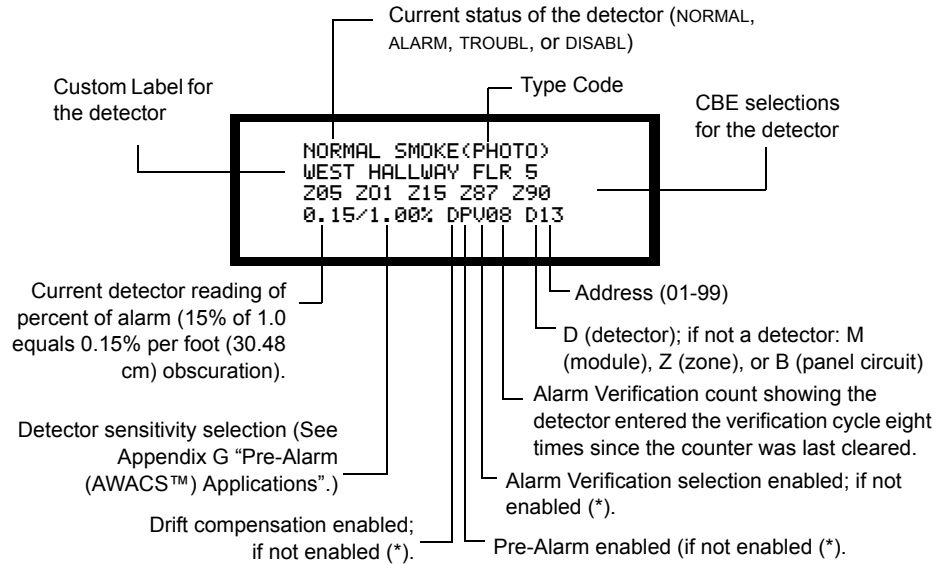 Current status of the detector (NORMAL,
ALARM, TROUBL, or DISABL)
Custom Label for
the detector
Type Code
CBE selections
for the detector
NORMAL SMOKE(PHOTO)
WEST HALLWAY FLR 5
Z05 Z01 Z15 Z87 Z90
0.15/1.00% DPV08 D13
Current detector reading of
percent of alarm (15% of 1.0
equals 0.15% per foot (30.48
cm) obscuration).
Address (01-99)
D (detector); if not a detector: M
(module), Z (zone), or B (panel circuit)
Alarm Verification count showing the
detector entered the verification cycle eight
times since the counter was last cleared.
Detector sensitivity selection (See
Appendix G “Pre-Alarm
(AWACS™) Applications”.)
Alarm Verification selection enabled; if not
enabled (*).
Drift compensation enabled;
if not enabled (*).
Pre-Alarm enabled (if not enabled (*).